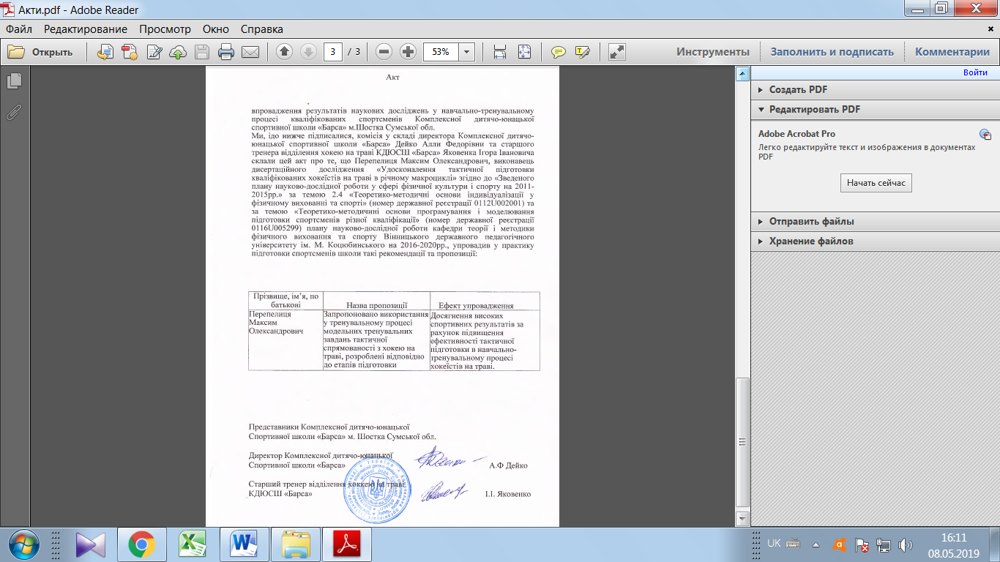 Акти.pdf - Adobe Reader
Файл Редактирование Просмотр Окно Справка
Открыть 3 / 3 53% Инструменты Заполнить и подписать Комментарии
Войти
Создать PDF
Редактировать PDF
Adobe Acrobat Pro
Легко редактируйте текст и изображения в документах
PDF
Начать сейчас
Отправить файлы
Хранение файлов
Акт
впровадження результатів наукових досліджень у навчально-тренувальному
процесі кваліфікованих спортсменів Комплексної дитячо-юнацької
спортивної школи «Барса» м.Шостка Сумської обл.
Ми, ідо нижче підписалися, комісія у складі директора Комплексної дитячо-
юнацької спортивної школи «Барса» Дейко Алли Федорівни та старшого
тренера відділення хокею на траві КДЮСШ «Барса» Яковенка Ігора Івановича
склали цей акт про те, що Перепелиця Максим Олександрович, виконавець
дисертаційного дослідження «Удосконалення тактичної підготовки
кваліфікованих хокеїстів на траві в річному макроциклі» згідно до «Зведеного
плану науково-дослідної роботи у сфері фізичної культури і спорту на 2011-
2015рр.» за темою 2.4 «Теоретико-методичні основи індивідуалізації у
фізичному вихованні та спорті» (номер державної реєстрації 0112U002001) та
за темою «Теоретико-методичині основи програмування і моделювання
підготовки спортсменів різної кваліфікації» (номер державної реєстрації
0116U005299) плану науково-дослідної роботи кафедри теорії і методики
фізичного виховання та спорту Вінницького державного педагогічного
університету ім. М. Коцюбинського на 2016-2020рр., упровадив у практику
підготовки спортсменів школи такі рекомендації та пропозиції:
Прізвище, ім’я, по
батькові
Назва пропозиції
Ефект упровадження
Перепелиця
Максим
Олександрович
Запропоновано використання
у тренувальному процесі
модельних тренувальних
завдань тактичної
спрямованості з хокею на
траві, розроблені відповідно
до етапів підготовки
Досягнення високих
спортивних результатів за
рахунок підвищення
ефективності тактичної
підготовки в навчально-
тренувальному процесі
хокеїстів на траві.
Представники Комплексної дитячо-юнацької
Спортивної школи «Барса» м. Шостка Сумської обл.
Директор Комплексної дитячо-юнацької
Спортивної школи «Барса» А.Ф Дейко
Старший тренер відділення хоккею на траві
КДЮСШ «Барса» І.І. Яковенко
UK 16:11
08.05.2019